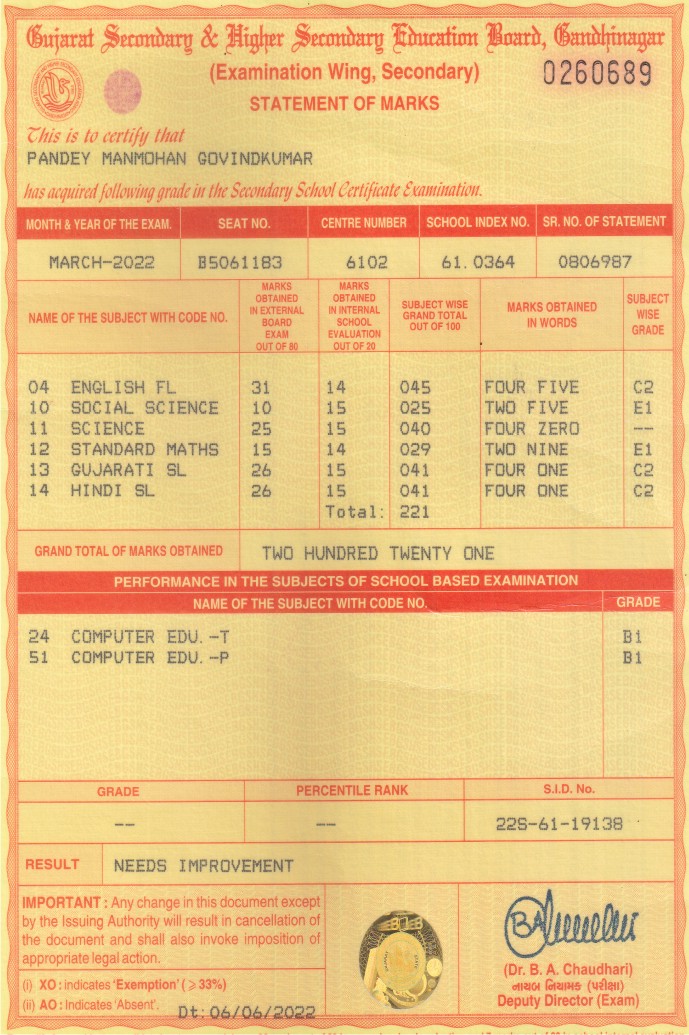 Gujarat Secondary & Higher Secondary Education Board, Gandhinagar
(Examination Wing, Secondary)
0260689
STATEMENT OF MARKS
This is to certify that
PANDEY MANMOHAN GOVINDKUMAR
has acquired following grade in the Secondary School Certificate Examination.
MONTH & YEAR OF THE EXAM. SEAT NO. CENTRE NUMBER SCHOOL INDEX NO. SR. NO. OF STATEMENT
MARCH-2022 B5061183 6102 61.0364 0806987
NAME OF THE SUBJECT WITH CODE NO. MARKS OBTAINED IN EXTERNAL BOARD EXAM OUT OF 80 MARKS OBTAINED IN INTERNAL SCHOOL EVALUATION OUT OF 20 SUBJECT WISE GRAND TOTAL OUT OF 100 MARKS OBTAINED IN WORDS SUBJECT WISE GRADE
04 ENGLISH FL 31 14 045 FOUR FIVE C2
10 SOCIAL SCIENCE 10 15 025 TWO FIVE E1
11 SCIENCE 25 15 040 FOUR ZERO --
12 STANDARD MATHS 15 14 029 TWO NINE E1
13 GUJARATI SL 26 15 041 FOUR ONE C2
14 HINDI SL 26 15 041 FOUR ONE C2
Total: 221
GRAND TOTAL OF MARKS OBTAINED TWO HUNDRED TWENTY ONE
PERFORMANCE IN THE SUBJECTS OF SCHOOL BASED EXAMINATION
NAME OF THE SUBJECT WITH CODE NO. GRADE
24 COMPUTER EDU.-T B1
51 COMPUTER EDU.-P B1
GRADE PERCENTILE RANK S.I.D. No.
-- -- 22S-61-19138
RESULT NEEDS IMPROVEMENT
IMPORTANT : Any change in this document except
by the Issuing Authority will result in cancellation of
the document and shall also invoke imposition of
appropriate legal action.
(i) XO : indicates 'Exemption' (⩾ 33%)
(ii) AO : Indicates 'Absent'. Dt: 06/06/2022
(Dr. B. A. Chaudhari)
નાયબ નિયામક (પરીક્ષા)
Deputy Director (Exam)